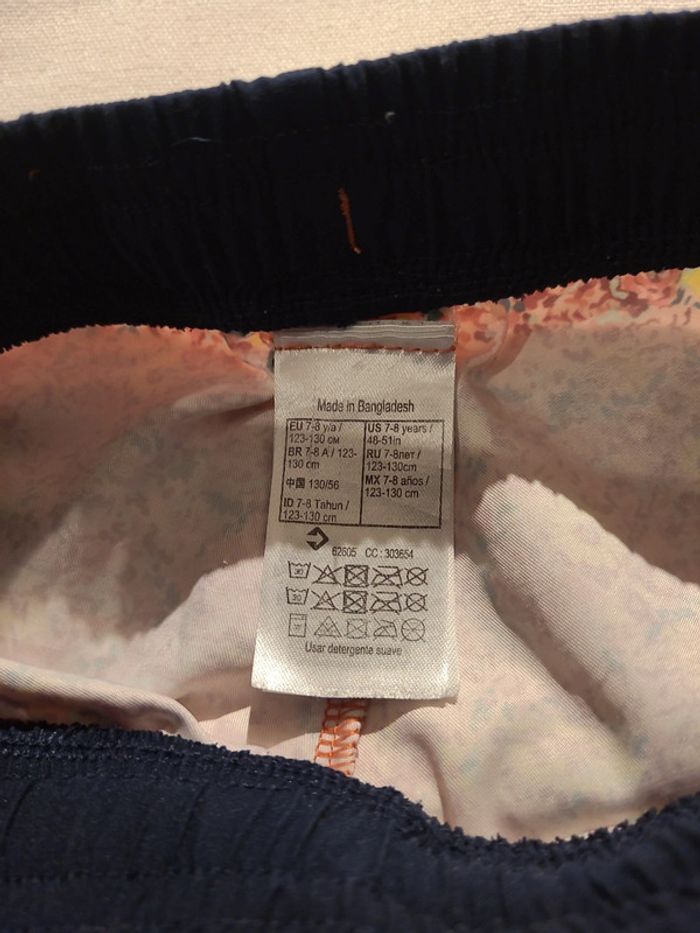 Made in Bangladesh
EU 7-8 y/a /
123-130 см
BR 7-8 A / 123-
130 cm
中国 130/56
ID 7-8 Tahun /
123-130 cm
US 7-8 years /
48-51in
RU 7-8лет /
123-130cm
MX 7-8 años /
123-130 cm
62605 CC : 303654
30
30
Usar detergente suave